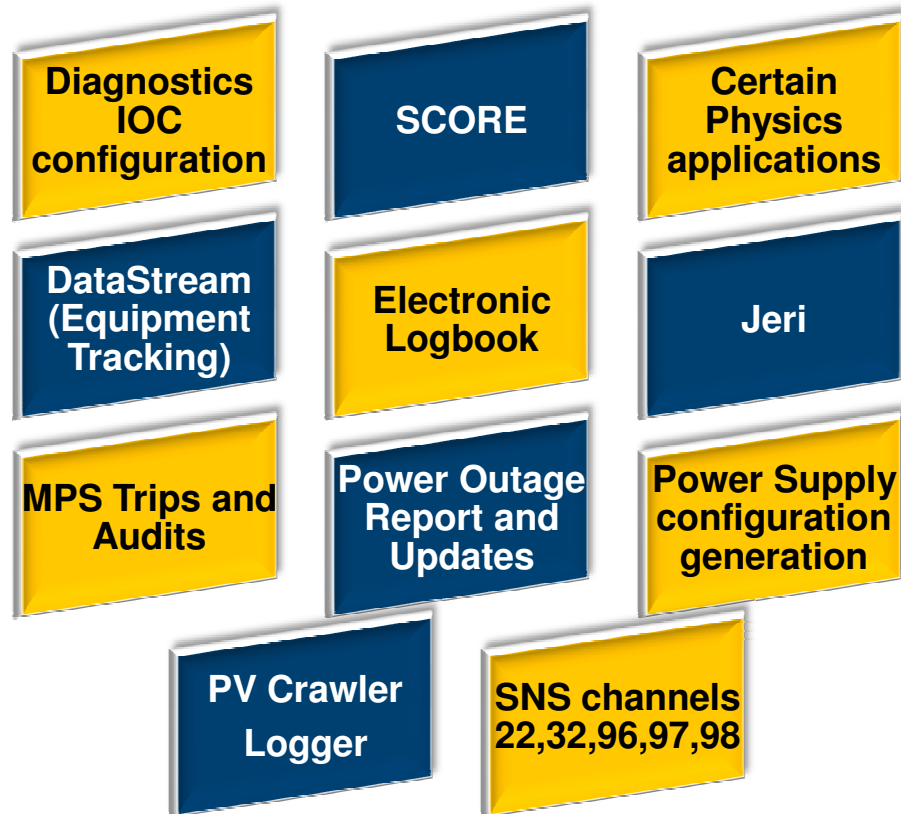 Diagnostics
IOC
configuration
SCORE
Certain
Physics
applications
DataStream
(Equipment
Tracking)
Electronic
Logbook
Jeri
MPS Trips and
Audits
Power Outage
Report and
Updates
Power Supply
configuration
generation
PV Crawler
Logger
SNS channels
22,32,96,97,98